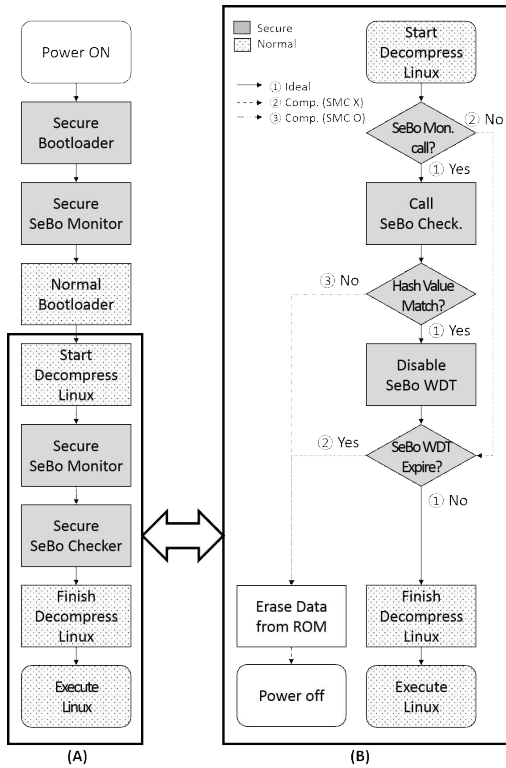 Power ON
Secure
Bootloader
Secure
SeBo Monitor
Normal
Bootloader
Start
Decompress
Linux
Secure
SeBo Monitor
Secure
SeBo Checker
Finish
Decompress
Linux
Execute
Linux
(A)
Secure
Normal
① Ideal
② Comp. (SMC X)
③ Comp. (SMC O)
Start
Decompress
Linux
SeBo Mon.
call?
② No
① Yes
Call
SeBo Check.
Hash Value
Match?
③ No
① Yes
Disable
SeBo WDT
SeBo WDT
Expire?
② Yes
① No
Erase Data
from ROM
Power off
Finish
Decompress
Linux
Execute
Linux
(B)